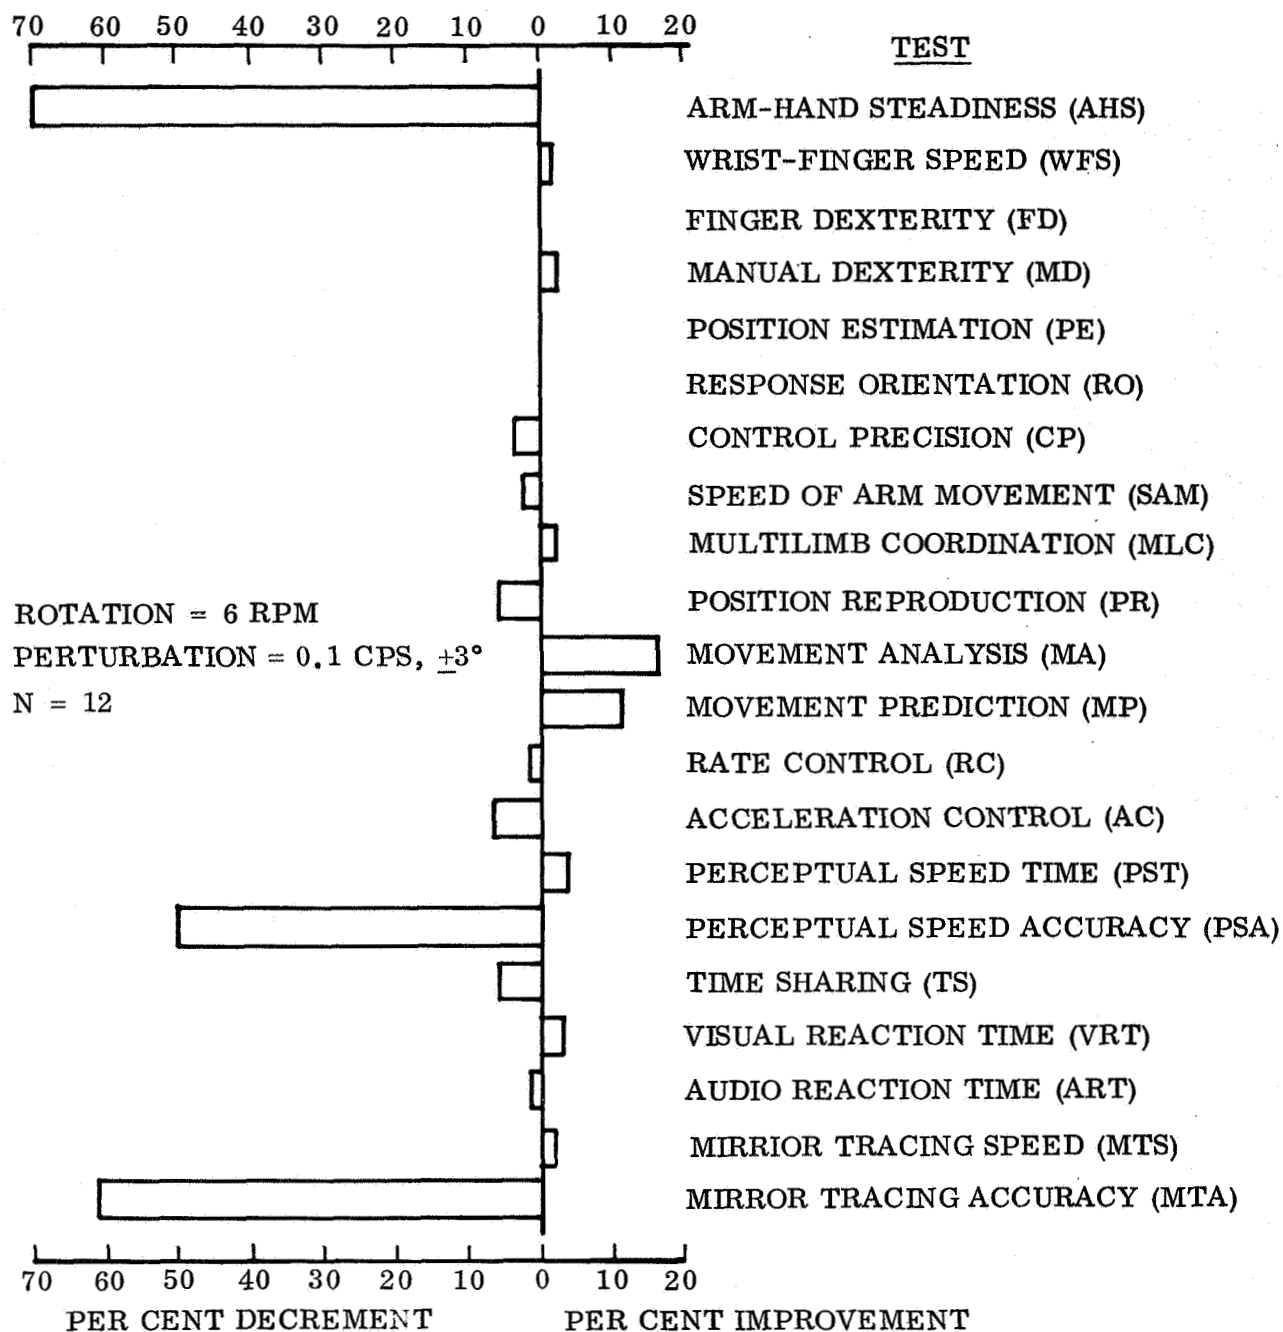 70 60 50 40 30 20 10 0 10 20
TEST
ARM-HAND STEADINESS (AHS)
WRIST-FINGER SPEED (WFS)
FINGER DEXTERITY (FD)
MANUAL DEXTERITY (MD)
POSITION ESTIMATION (PE)
RESPONSE ORIENTATION (RO)
CONTROL PRECISION (CP)
SPEED OF ARM MOVEMENT (SAM)
MULTILIMB COORDINATION (MLC)
POSITION REPRODUCTION (PR)
MOVEMENT ANALYSIS (MA)
MOVEMENT PREDICTION (MP)
RATE CONTROL (RC)
ACCELERATION CONTROL (AC)
PERCEPTUAL SPEED TIME (PST)
PERCEPTUAL SPEED ACCURACY (PSA)
TIME SHARING (TS)
VISUAL REACTION TIME (VRT)
AUDIO REACTION TIME (ART)
MIRRIOR TRACING SPEED (MTS)
MIRROR TRACING ACCURACY (MTA)
ROTATION = 6 RPM
PERTURBATION = 0.1 CPS, ±3°
N = 12
70 60 50 40 30 20 10 0 10 20
PER CENT DECREMENT
PER CENT IMPROVEMENT